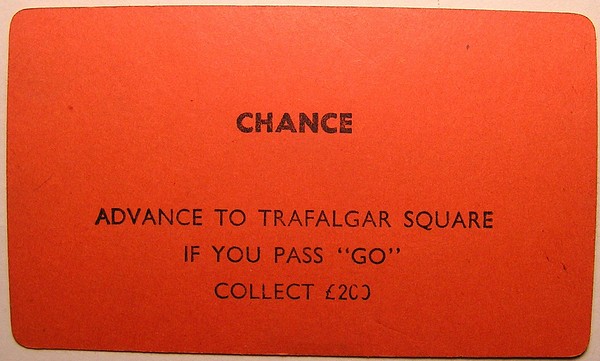 CHANCE
ADVANCE TO TRAFALGAR SQUARE
IF YOU PASS "GO"
COLLECT £200